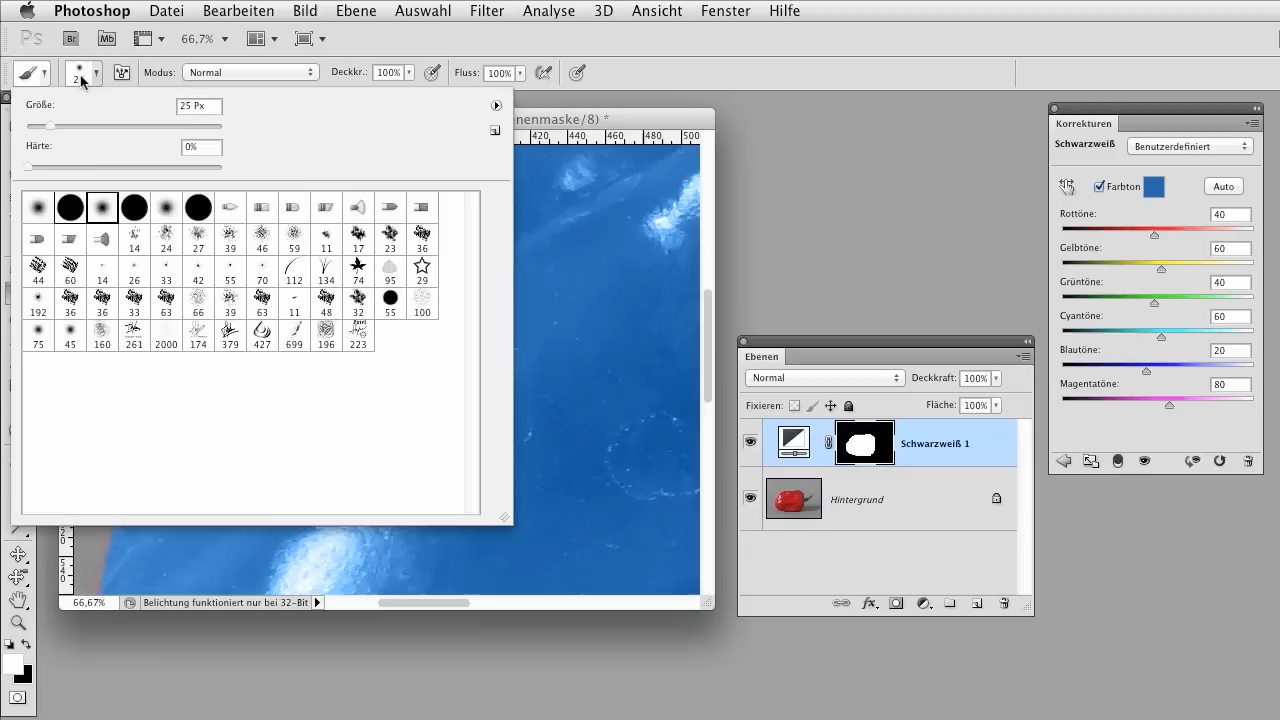 Photoshop Datei Bearbeiten Bild Ebene Auswahl Filter Analyse 3D Ansicht Fenster Hilfe
Ps Br Mb 66,7%
Modus: Normal Deckkr.: 100% Fluss: 100%
Größe: 25 Px
Härte: 0%
14 24 27 39 46 59 11 17 23 36
44 60 14 26 33 42 55 70 112 134 74 95 29
192 36 36 33 63 66 39 63 11 48 32 55 100
75 45 160 261 2000 174 379 427 699 196 223
enenmaske/8) *
420 440 460 480 500
540
66,67% Belichtung funktioniert nur bei 32-Bit
Ebenen
Normal Deckkraft: 100%
Fixieren: Fläche: 100%
Schwarzweiß 1
Hintergrund
fx
Korrekturen
Schwarzweiß Benutzerdefiniert
Farbton Auto
Rottöne: 40
Gelbtöne: 60
Grüntöne: 40
Cyantöne: 60
Blautöne: 20
Magentatöne: 80